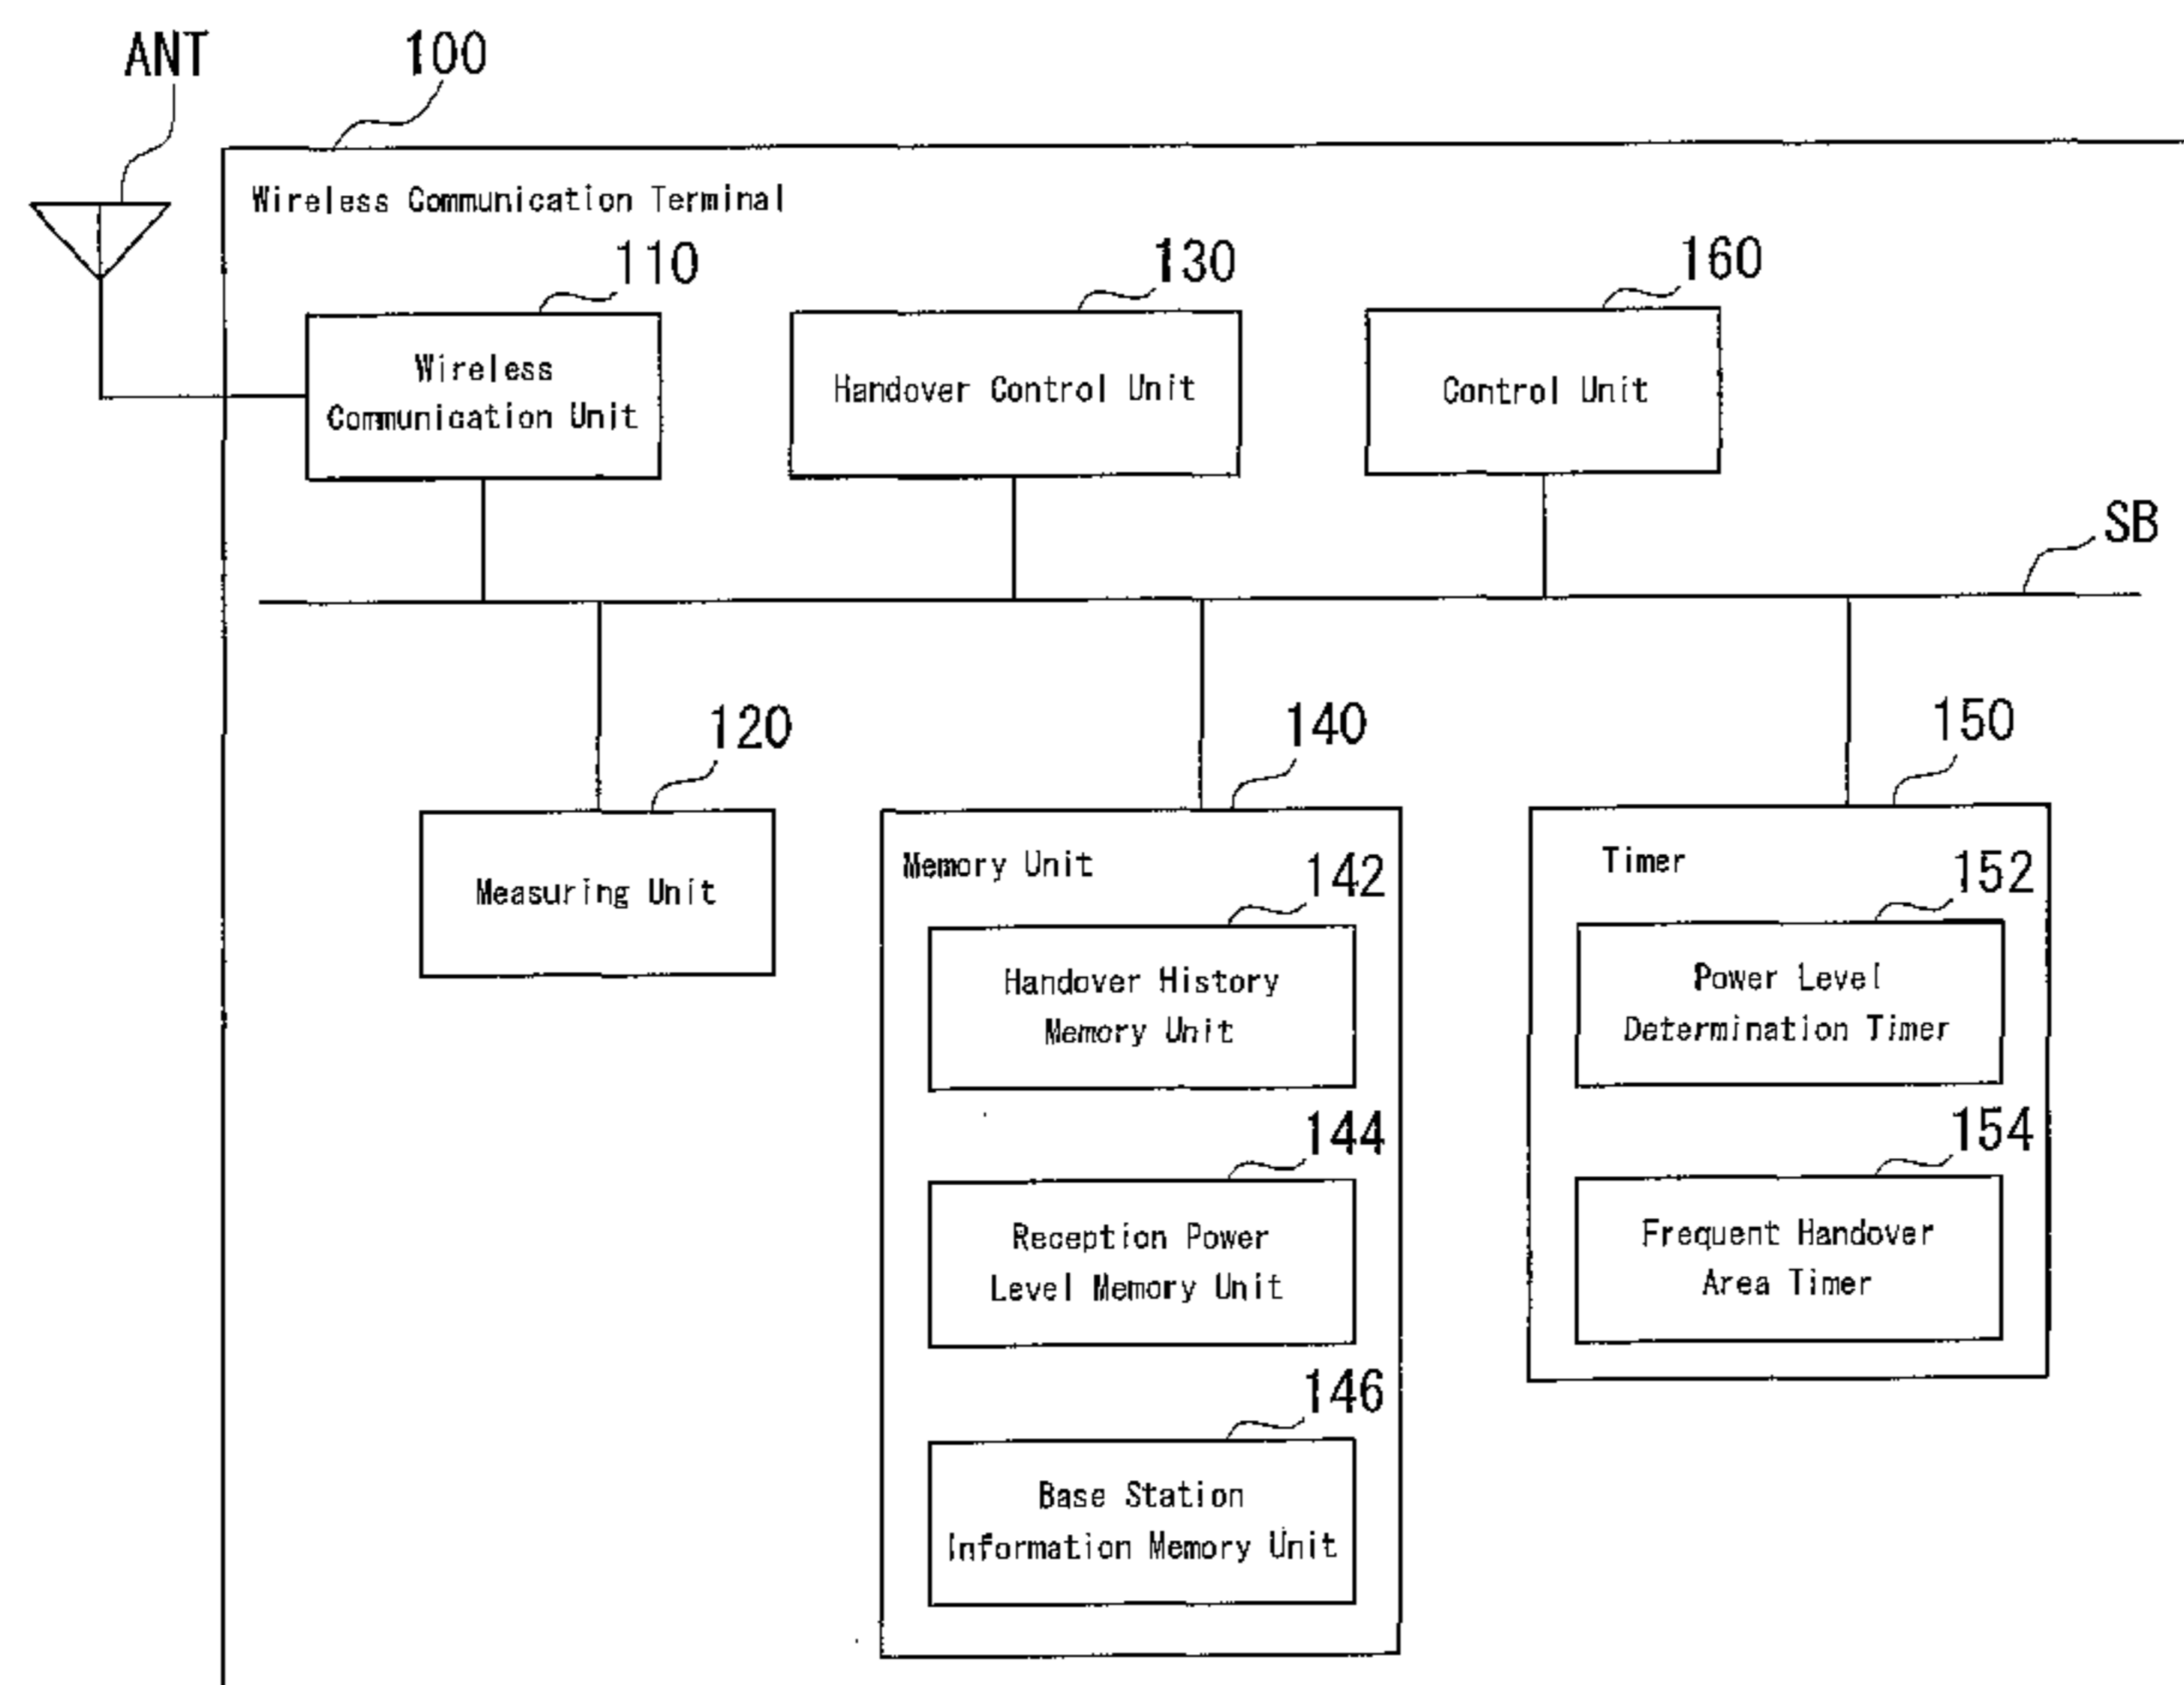 ANT
100
Wireless Communication Terminal
110
130
160
Wireless
Communication Unit
Handover Control Unit
Control Unit
SB
120
140
150
Measuring Unit
Memory Unit
Timer
142
152
Handover History
Memory Unit
Power Level
Determination Timer
144
154
Reception Power
Level Memory Unit
Frequent Handover
Area Timer
146
Base Station
Information Memory Unit